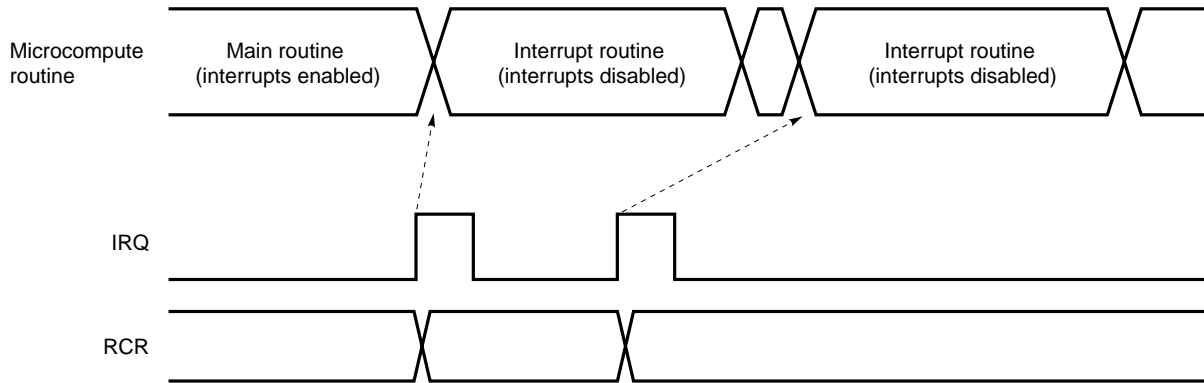 Microcompute
routine
Main routine
(interrupts enabled)
Interrupt routine
(interrupts disabled)
Interrupt routine
(interrupts disabled)
IRQ
RCR